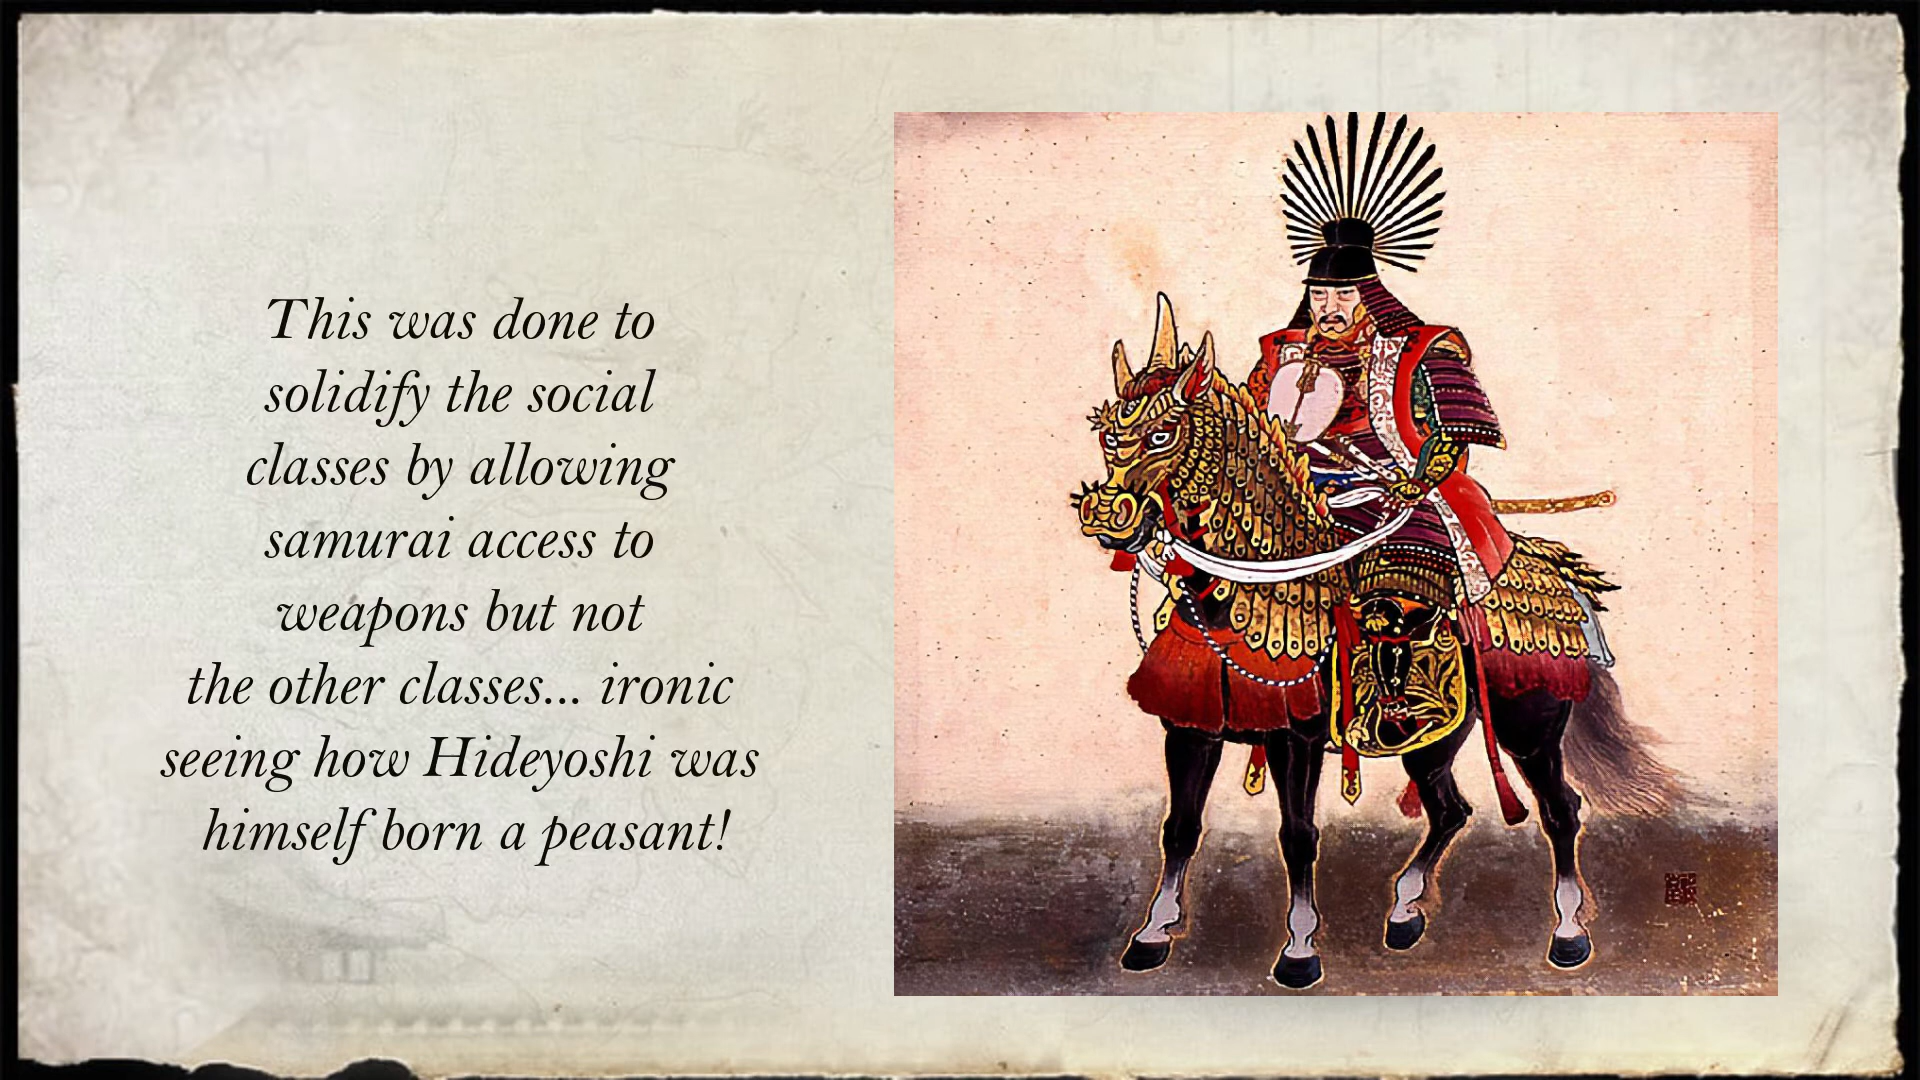 This was done to
solidify the social
classes by allowing
samurai access to
weapons but not
the other classes... ironic
seeing how Hideyoshi was
himself born a peasant!